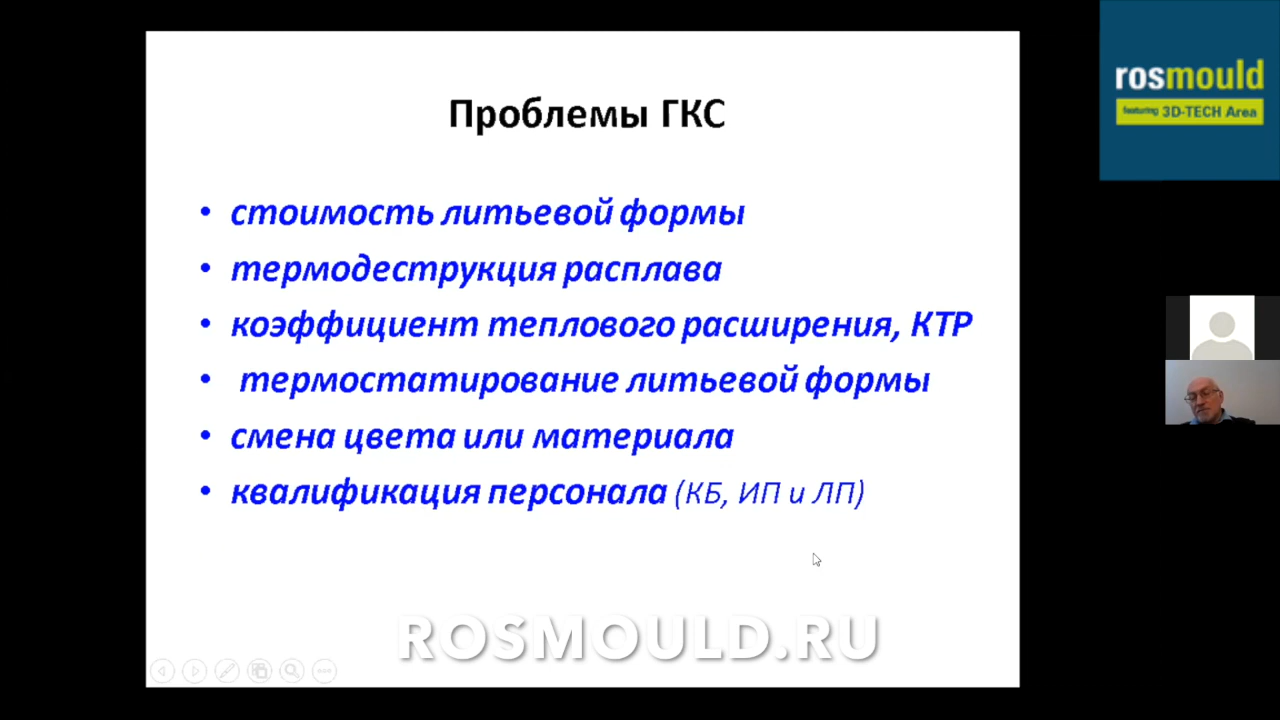 Проблемы ГКС
• стоимость литьевой формы
• термодеструкция расплава
• коэффициент теплового расширения, КТР
• термостатирование литьевой формы
• смена цвета или материала
• квалификация персонала (КБ, ИП и ЛП)
ROSMOULD.RU
rosmould
featuring 3D-TECH Area